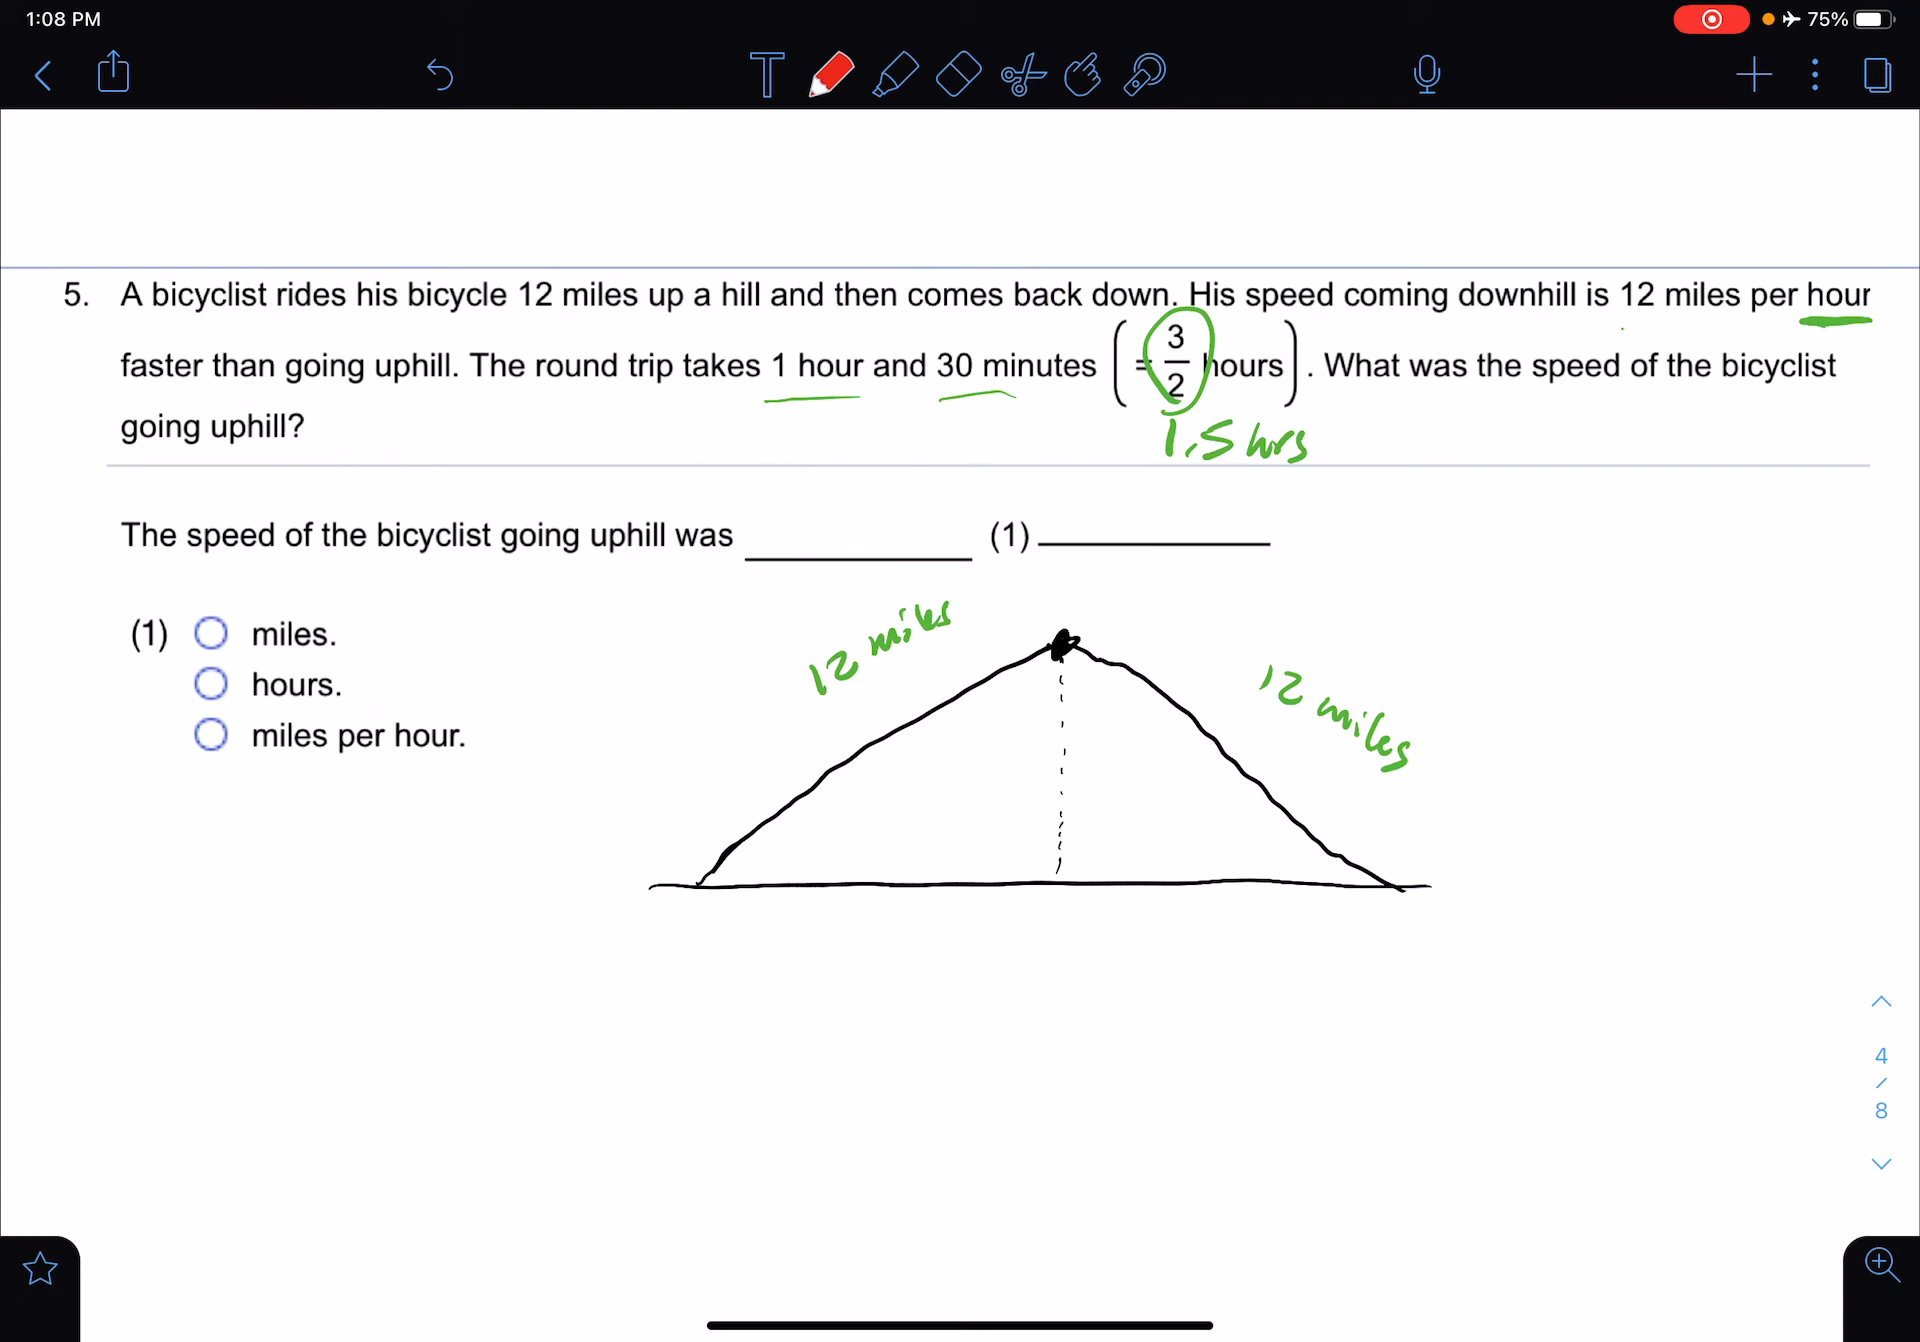 1:08 PM
75%
5. A bicyclist rides his bicycle 12 miles up a hill and then comes back down. His speed coming downhill is 12 miles per hour
faster than going uphill. The round trip takes 1 hour and 30 minutes (= 3/2 hours). What was the speed of the bicyclist
going uphill?
1.5 hrs
The speed of the bicyclist going uphill was ____________ (1) ____________
(1) miles.
hours.
miles per hour.
12 miles
12 miles
4
/
8